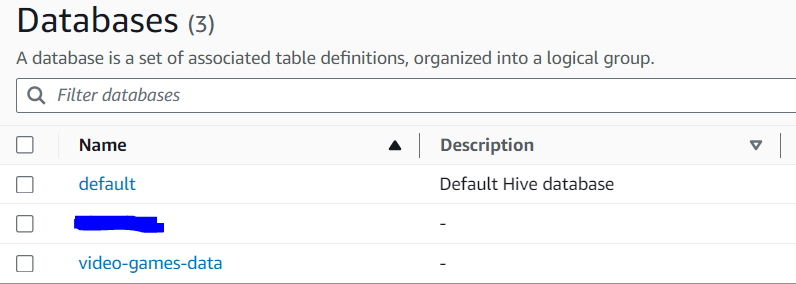 Databases (3)
A database is a set of associated table definitions, organized into a logical group.
Filter databases
Name Description
default Default Hive database
-
video-games-data -